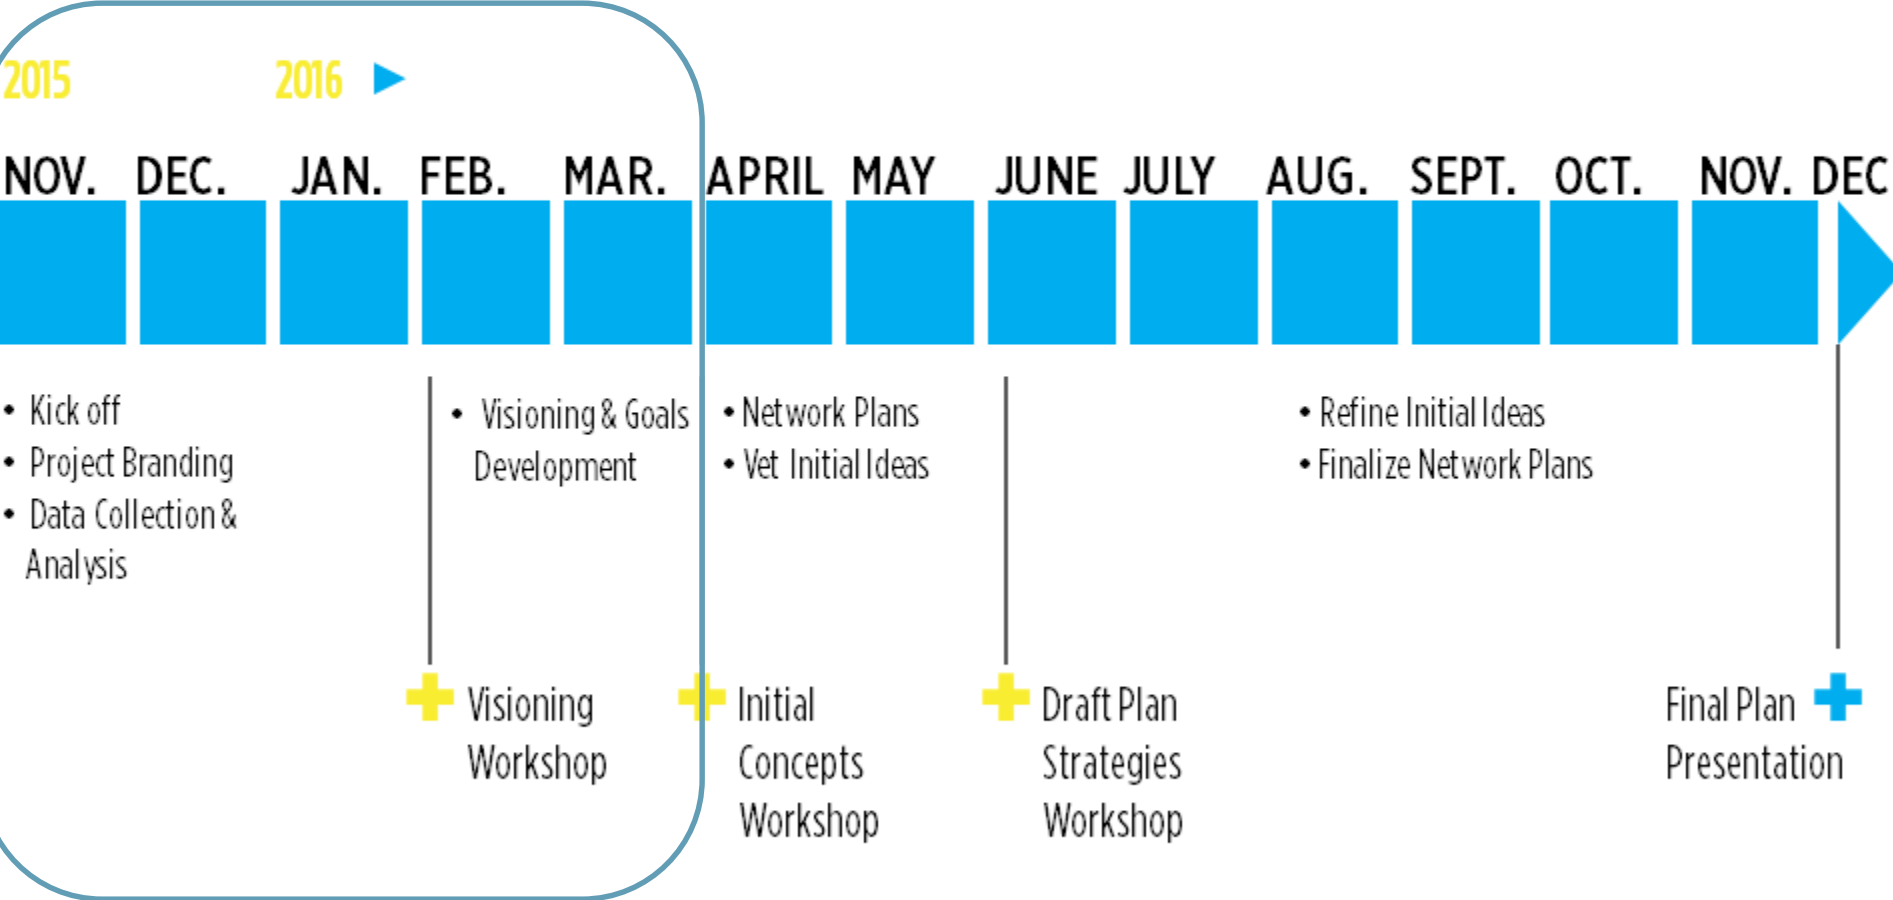 2015 2016
NOV. DEC. JAN. FEB. MAR. APRIL MAY JUNE JULY AUG. SEPT. OCT. NOV. DEC
• Kick off
• Project Branding
• Data Collection &
Analysis
• Visioning & Goals
Development
• Network Plans
• Vet Initial Ideas
• Refine Initial Ideas
• Finalize Network Plans
Visioning
Workshop
Initial
Concepts
Workshop
Draft Plan
Strategies
Workshop
Final Plan
Presentation